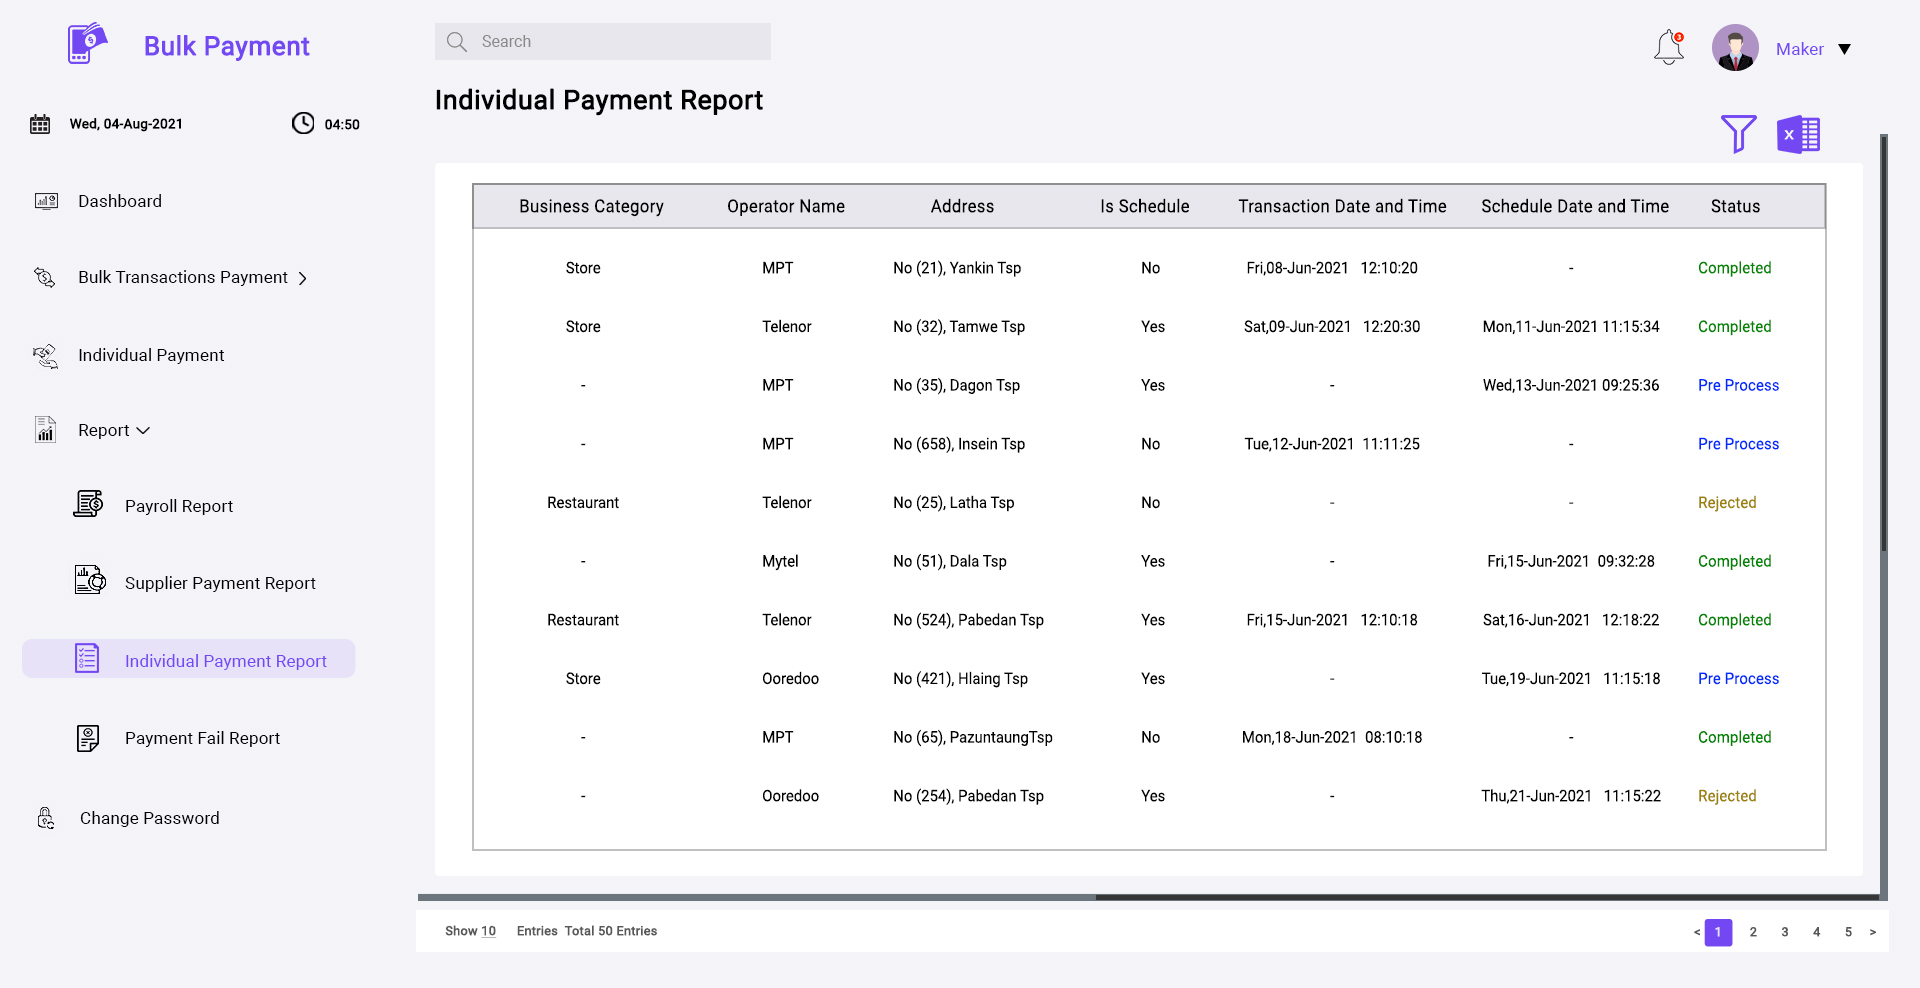 Bulk Payment
Search
3
Maker
Individual Payment Report
Wed, 04-Aug-2021 04:50
Dashboard
Bulk Transactions Payment
Individual Payment
Report
Payroll Report
Supplier Payment Report
Individual Payment Report
Payment Fail Report
Change Password
X
Business Category Operator Name Address Is Schedule Transaction Date and Time Schedule Date and Time Status
Store MPT No (21), Yankin Tsp No Fri,08-Jun-2021 12:10:20 - Completed
Store Telenor No (32), Tamwe Tsp Yes Sat,09-Jun-2021 12:20:30 Mon,11-Jun-2021 11:15:34 Completed
- MPT No (35), Dagon Tsp Yes - Wed,13-Jun-2021 09:25:36 Pre Process
- MPT No (658), Insein Tsp No Tue,12-Jun-2021 11:11:25 - Pre Process
Restaurant Telenor No (25), Latha Tsp No - - Rejected
- Mytel No (51), Dala Tsp Yes - Fri,15-Jun-2021 09:32:28 Completed
Restaurant Telenor No (524), Pabedan Tsp Yes Fri,15-Jun-2021 12:10:18 Sat,16-Jun-2021 12:18:22 Completed
Store Ooredoo No (421), Hlaing Tsp Yes - Tue,19-Jun-2021 11:15:18 Pre Process
- MPT No (65), PazuntaungTsp No Mon,18-Jun-2021 08:10:18 - Completed
- Ooredoo No (254), Pabedan Tsp Yes - Thu,21-Jun-2021 11:15:22 Rejected
Show 10 Entries Total 50 Entries
< 1 2 3 4 5 >